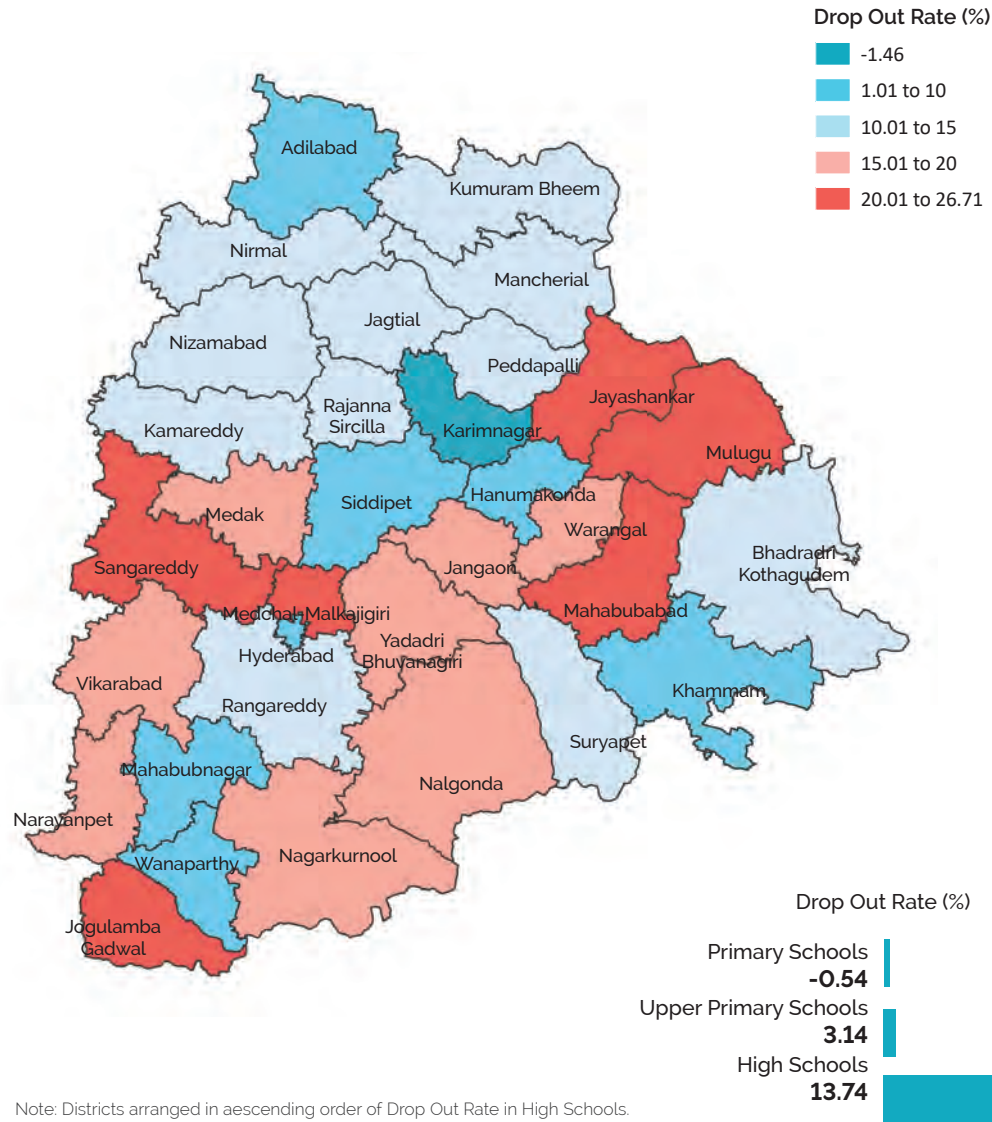 Drop Out Rate (%)
-1.46
1.01 to 10
10.01 to 15
15.01 to 20
20.01 to 26.71
Adilabad
Kumuram Bheem
Nirmal
Mancherial
Jagtial
Nizamabad
Peddapalli
Jayashankar
Rajanna
Sircilla
Kamareddy
Karimnagar
Mulugu
Hanumakonda
Siddipet
Medak
Warangal
Bhadradri
Kothagudem
Sangareddy
Jangaon
Mahabubabad
Medchal-Malkajigiri
Yadadri
Bhuvanagiri
Hyderabad
Vikarabad
Khammam
Rangareddy
Suryapet
Mahabubnagar
Nalgonda
Narayanpet
Nagarkurnool
Wanaparthy
Jogulamba
Gadwal
Drop Out Rate (%)
Primary Schools
-0.54
Upper Primary Schools
3.14
High Schools
13.74
Note: Districts arranged in aescending order of Drop Out Rate in High Schools.